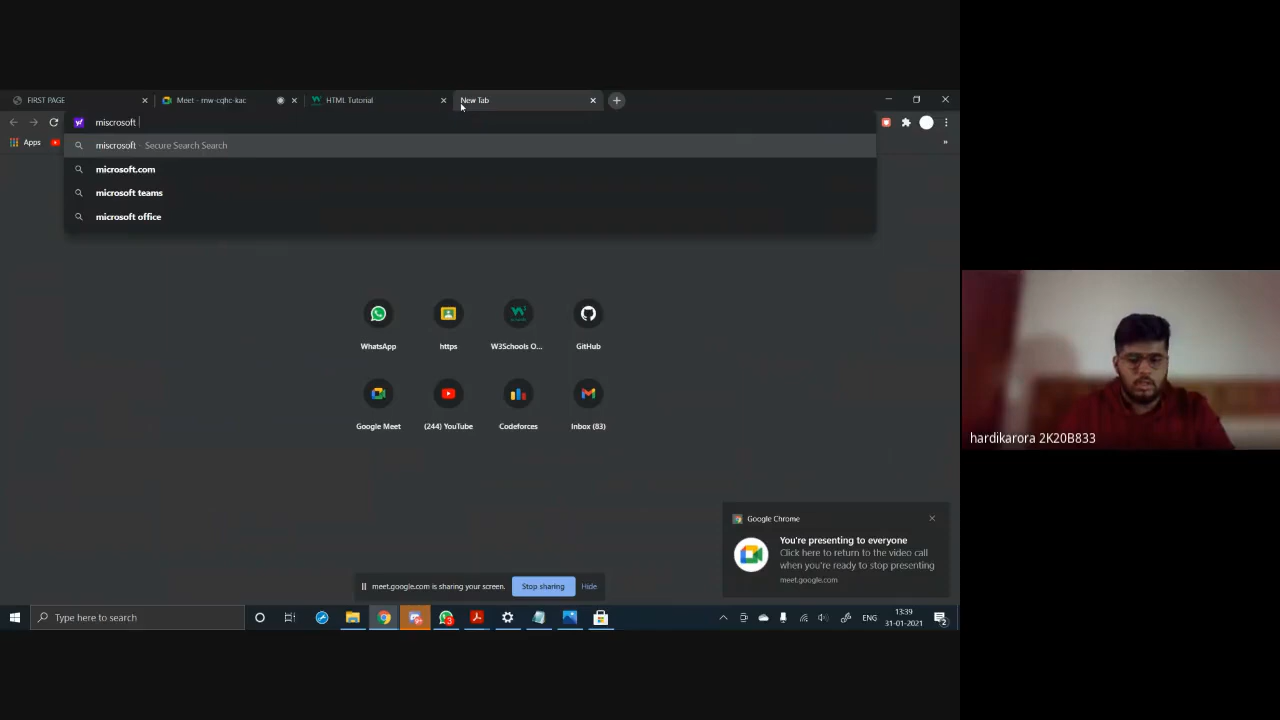 FIRST PAGE
Meet - mw-cqhc-kac
HTML Tutorial
New Tab
miscrosoft
Apps
»
miscrosoft - Secure Search Search
microsoft.com
microsoft teams
microsoft office
WhatsApp
https
W3Schools O...
GitHub
Google Meet
(244) YouTube
Codeforces
Inbox (83)
hardikarora 2K20B833
Google Chrome
You're presenting to everyone
Click here to return to the video call
when you're ready to stop presenting
meet.google.com
meet.google.com is sharing your screen.
Stop sharing
Hide
Type here to search
3
ENG
13:39
31-01-2021
2